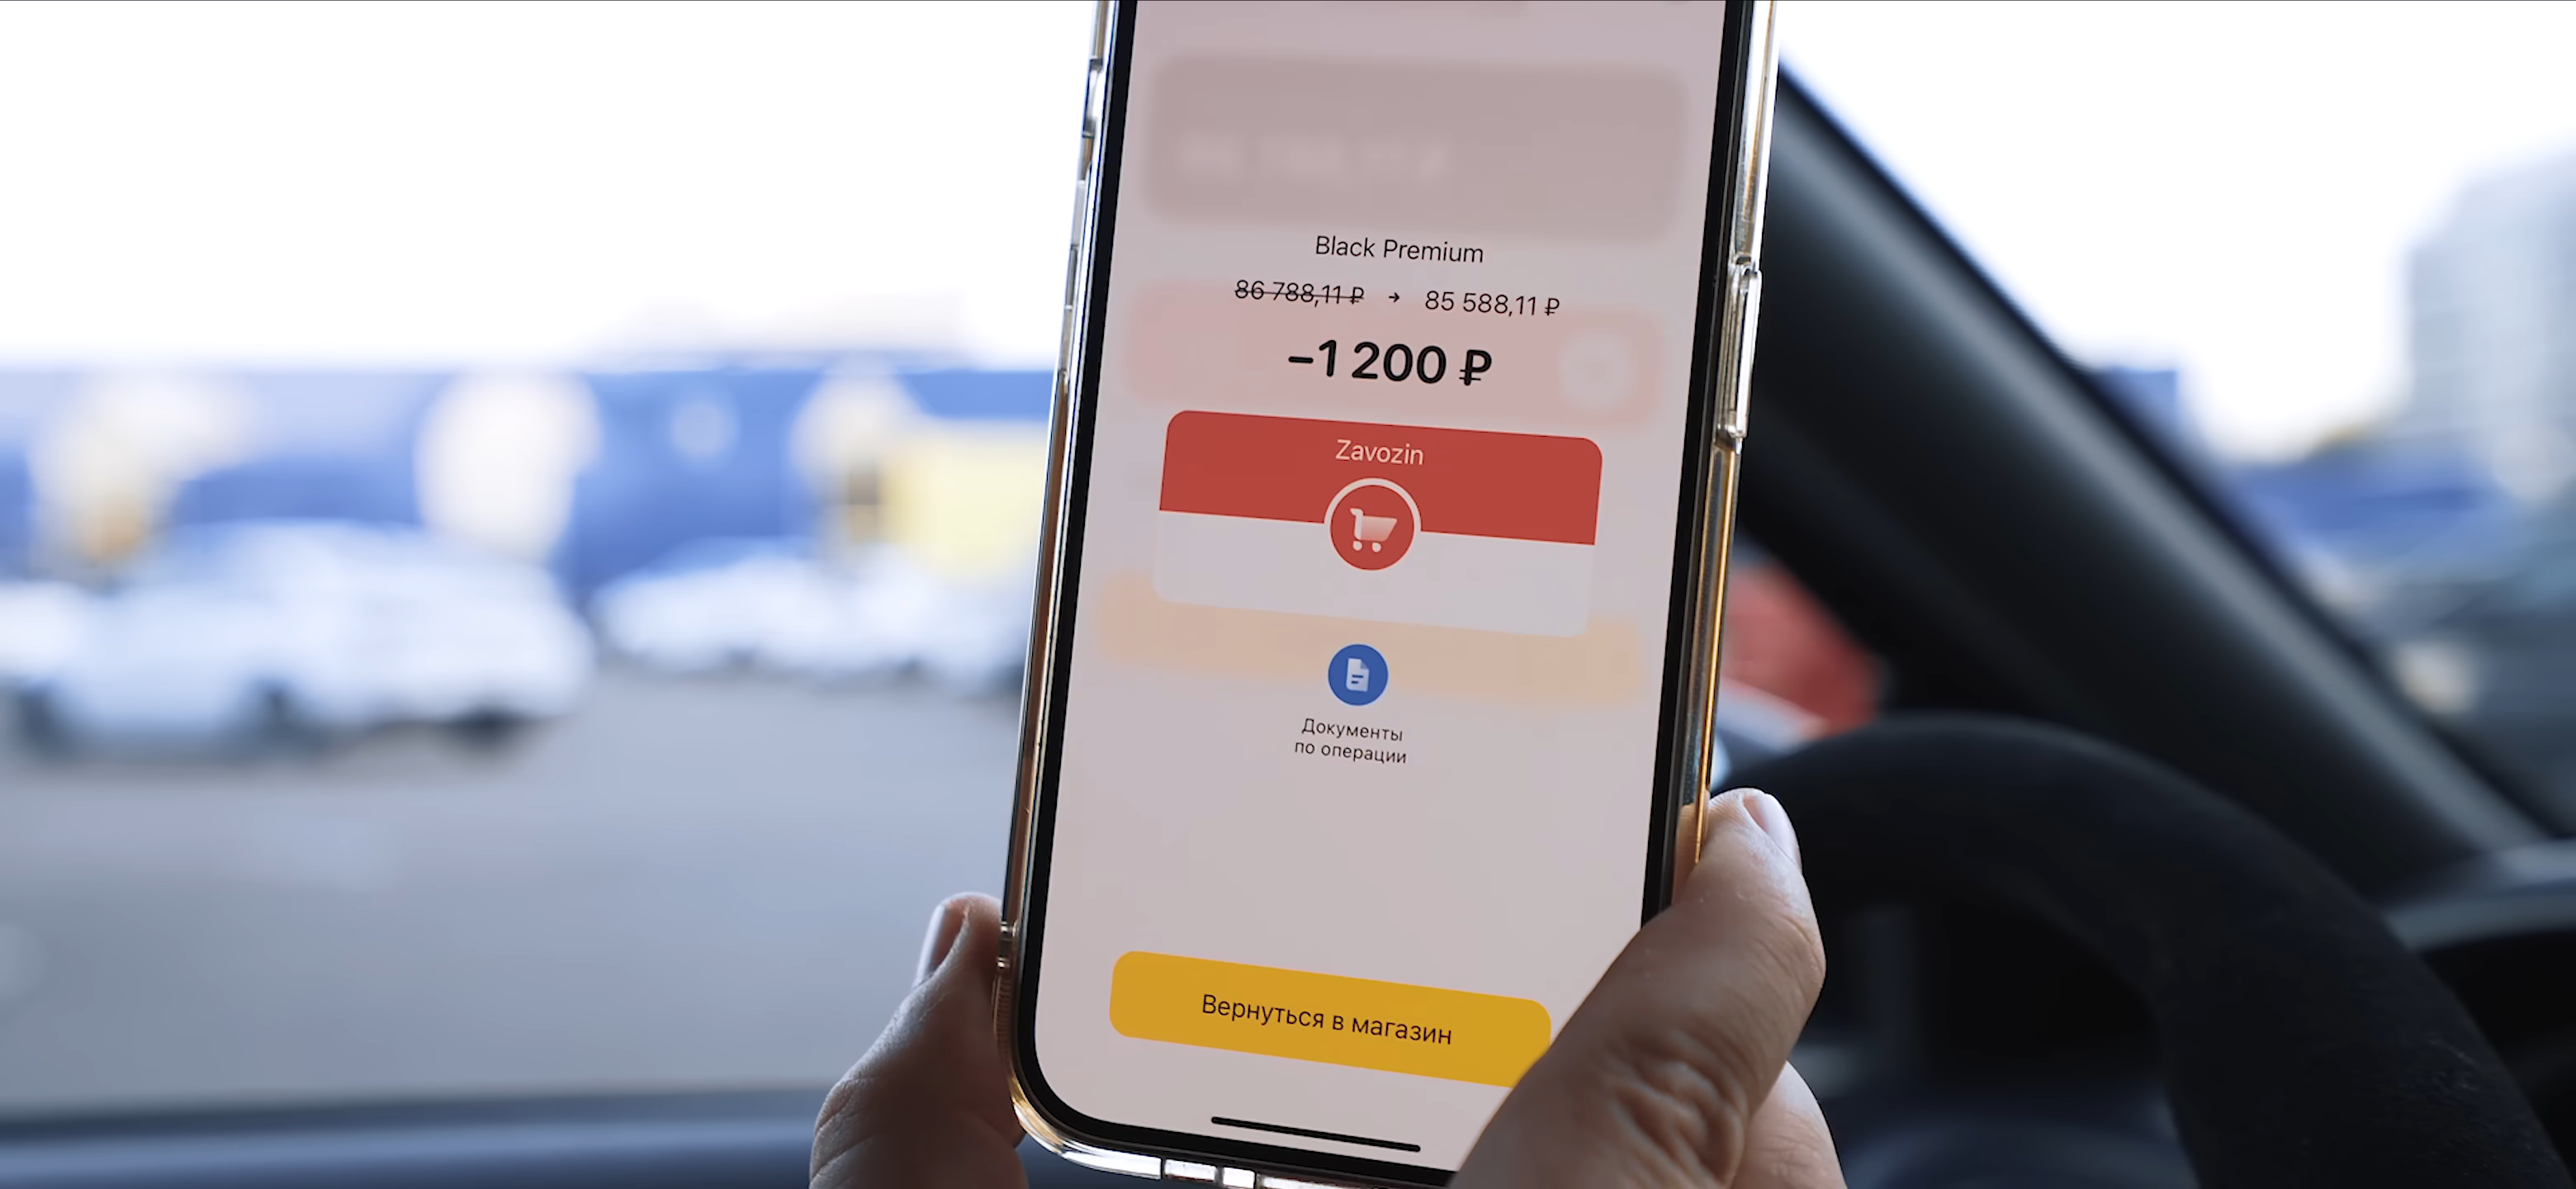 Black Premium
86 788,11 ₽ → 85 588,11 ₽
−1 200 ₽
Zavozin
Документы
по операции
Вернуться в магазин